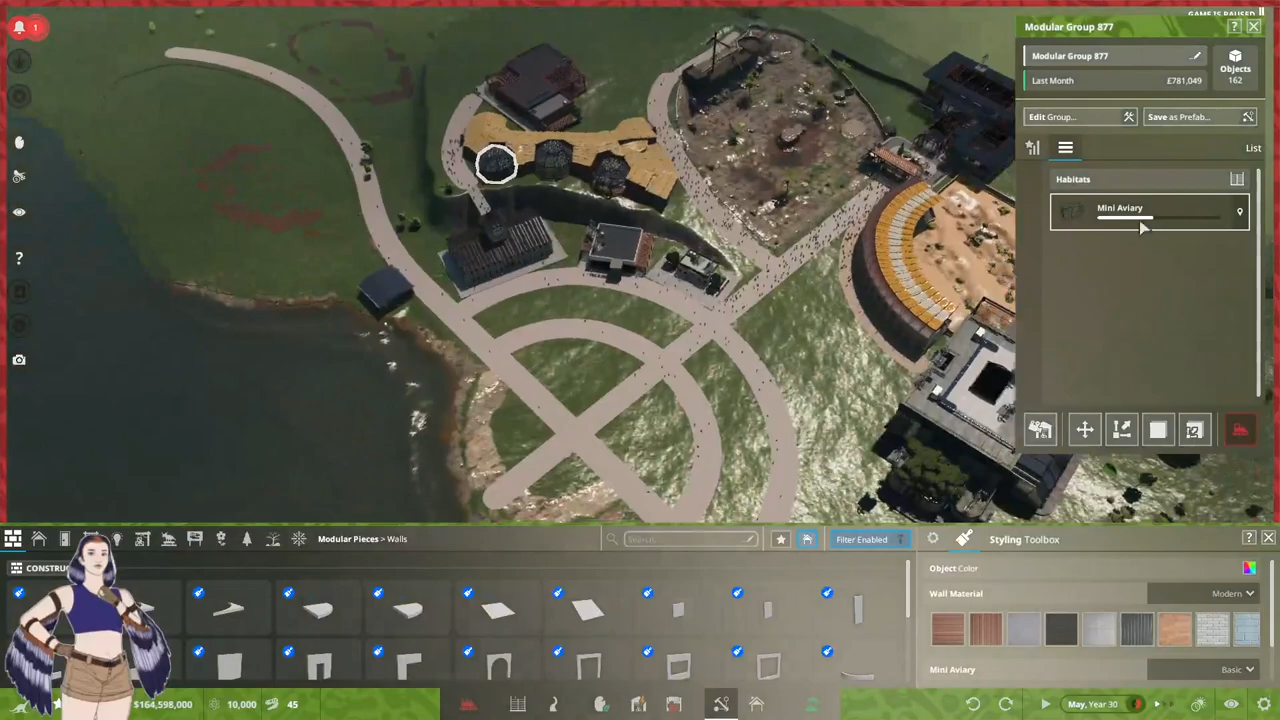 GAME IS PAUSED
1
Modular Group 877
?
Modular Group 877
Objects
162
Last Month £781,049
Edit Group...
Save as Prefab...
List
Habitats
Mini Aviary
?
Modular Pieces > Walls
Search...
Filter Enabled
Styling Toolbox
?
CONSTRU
Object Color
Wall Material
Modern
Mini Aviary
Basic
$164,598,000
10,000
45
May, Year 30